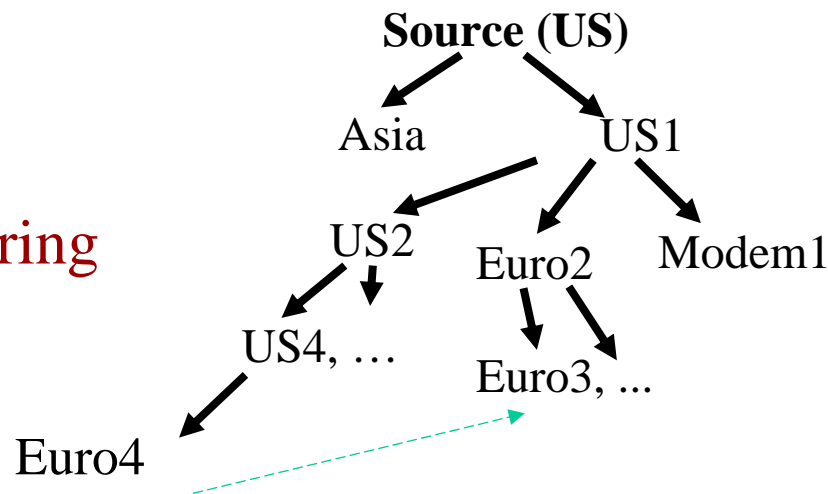 Source (US)
Asia US1
ring
US2 Euro2 Modem1
US4, … Euro3, ...
Euro4